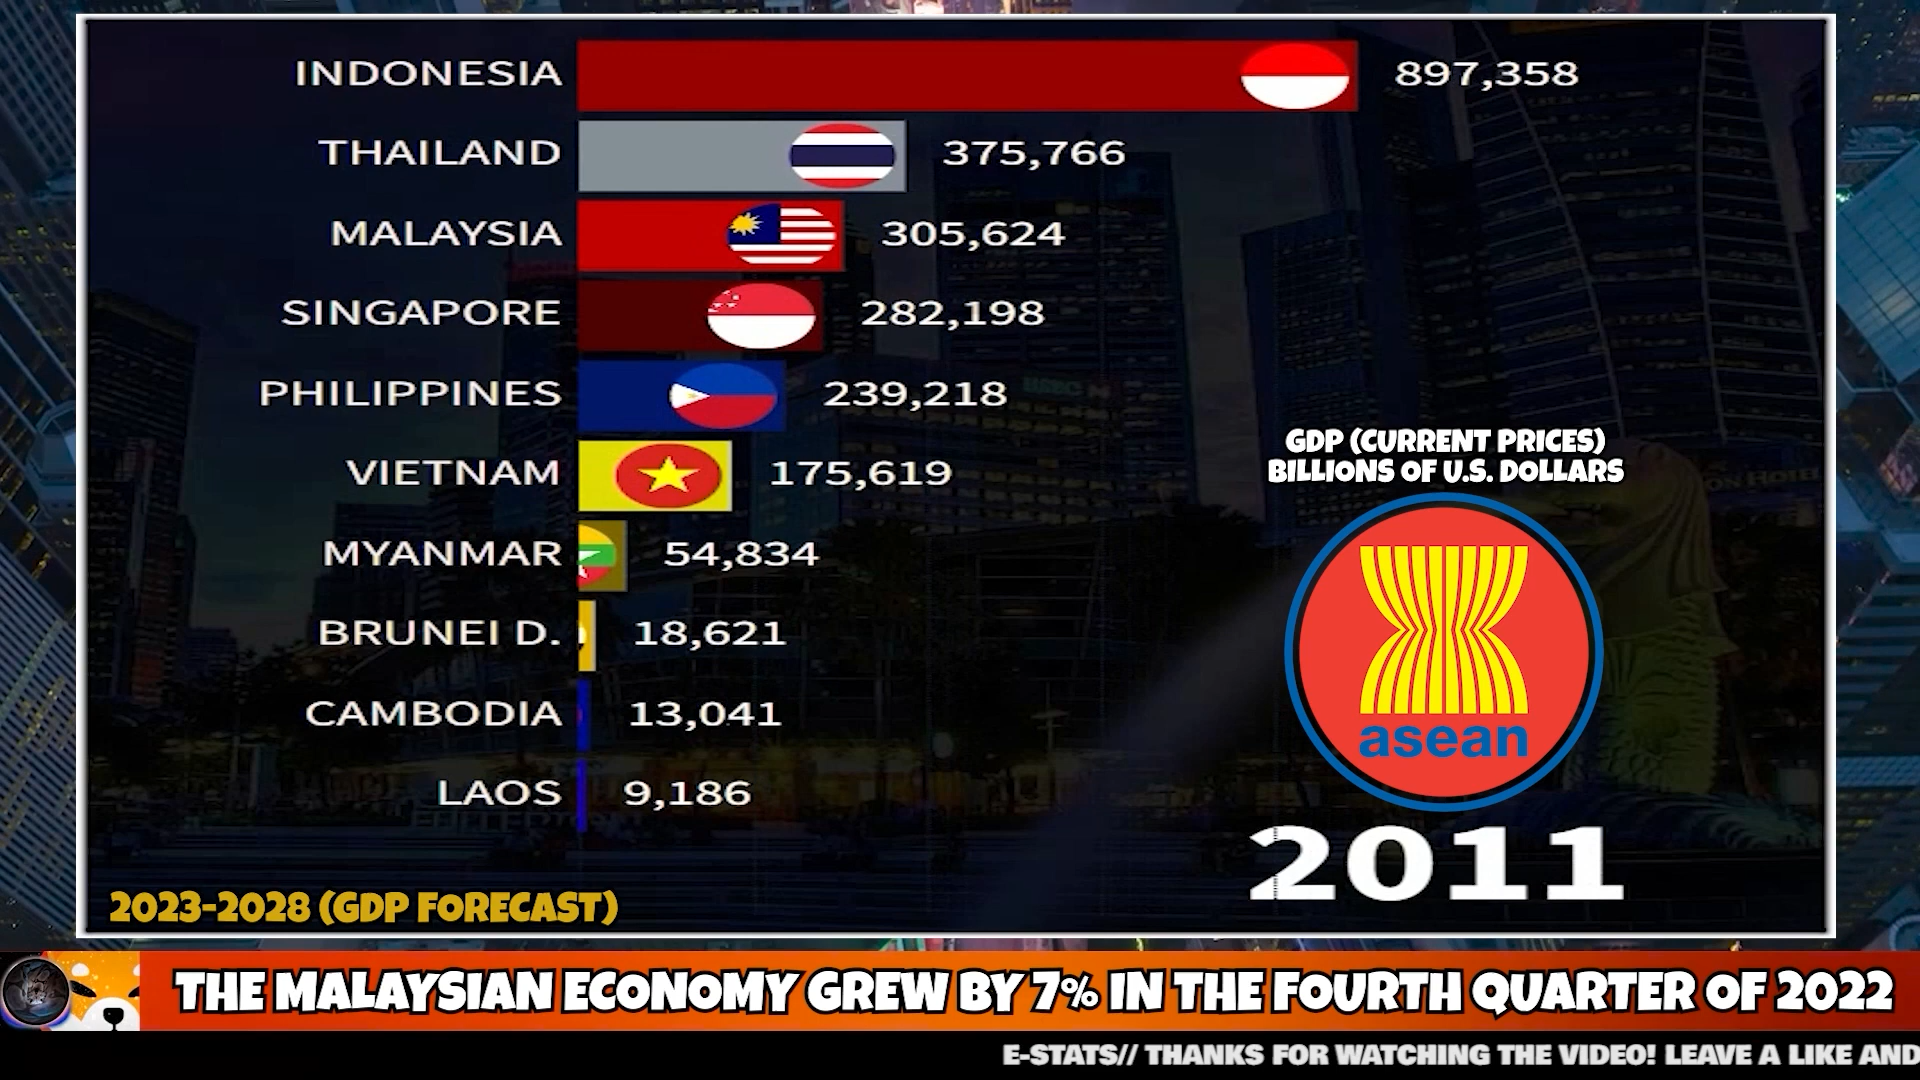 INDONESIA 897,358
THAILAND 375,766
MALAYSIA 305,624
SINGAPORE 282,198
PHILIPPINES 239,218
VIETNAM 175,619
MYANMAR 54,834
BRUNEI D. 18,621
CAMBODIA 13,041
LAOS 9,186
GDP (CURRENT PRICES)
BILLIONS OF U.S. DOLLARS
asean
2011
2023-2028 (GDP FORECAST)
THE MALAYSIAN ECONOMY GREW BY 7% IN THE FOURTH QUARTER OF 2022
E-STATS// THANKS FOR WATCHING THE VIDEO! LEAVE A LIKE AND